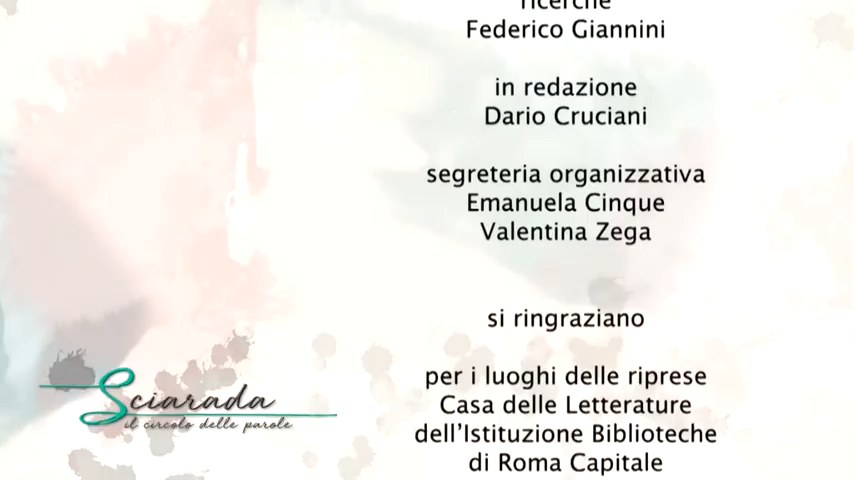 ricerche
Federico Giannini
in redazione
Dario Cruciani
segreteria organizzativa
Emanuela Cinque
Valentina Zega
si ringraziano
per i luoghi delle riprese
Casa delle Letterature
dell'Istituzione Biblioteche
di Roma Capitale
Sciarada
il circolo delle parole